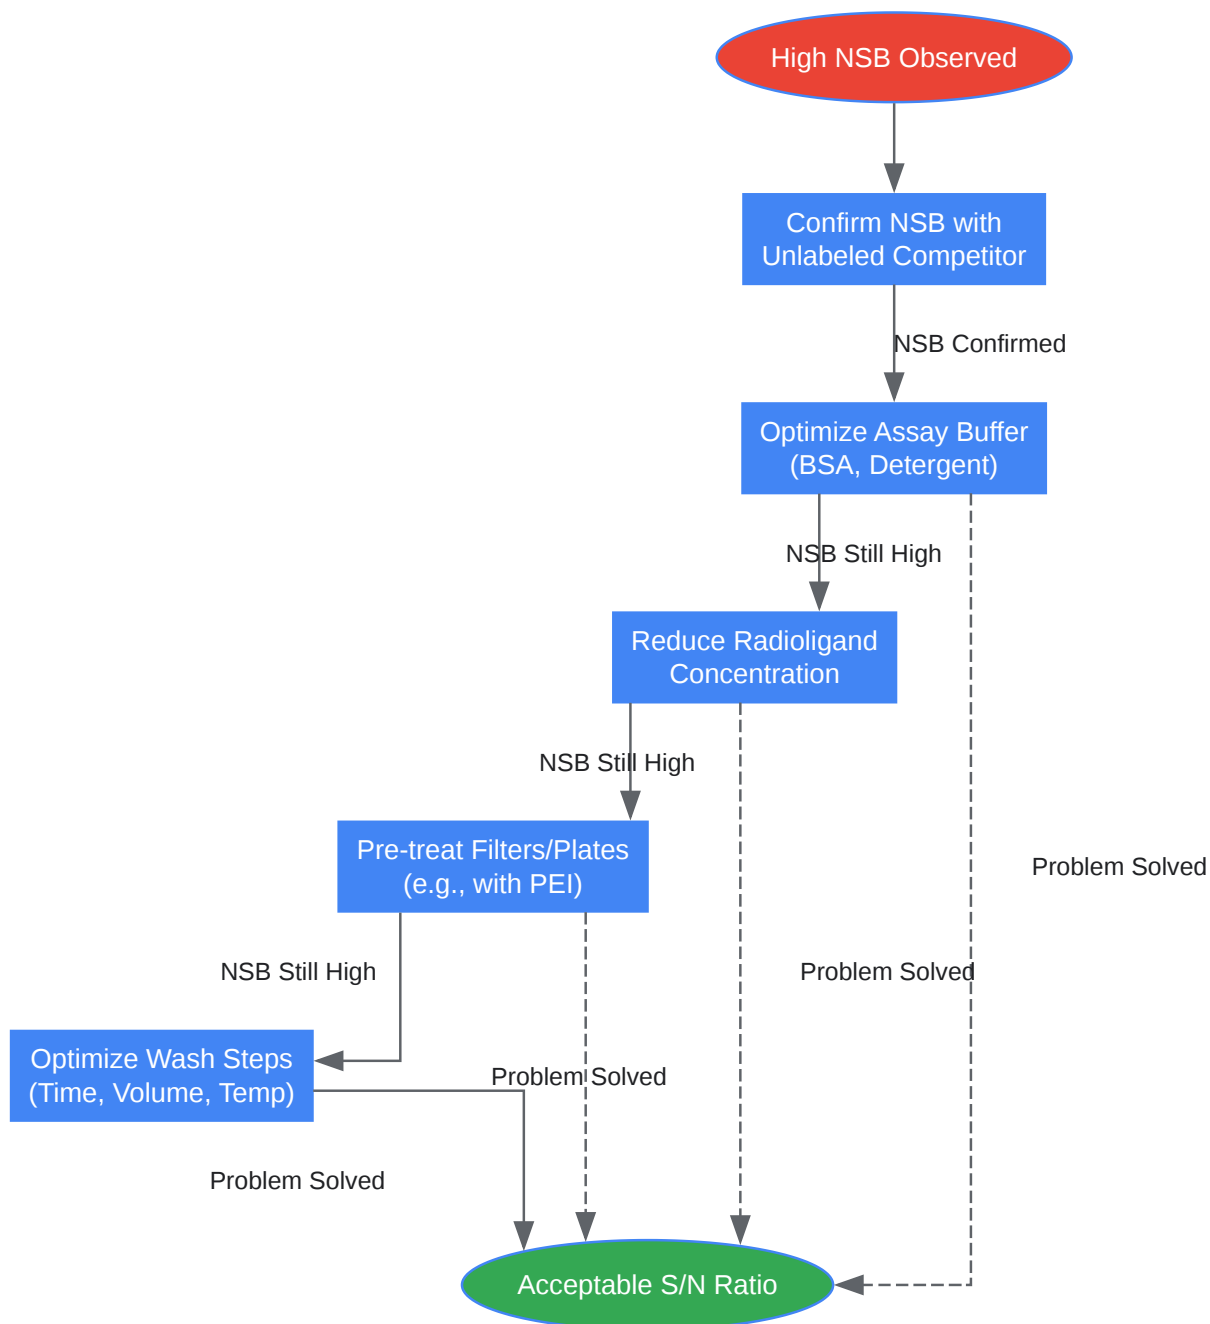 High NSB Observed
Confirm NSB with
Unlabeled Competitor
NSB Confirmed
Optimize Assay Buffer
(BSA, Detergent)
NSB Still High
Reduce Radioligand
Concentration
NSB Still High
Pre-treat Filters/Plates
(e.g., with PEI)
Problem Solved
NSB Still High
Problem Solved
Optimize Wash Steps
(Time, Volume, Temp)
Problem Solved
Problem Solved
Acceptable S/N Ratio